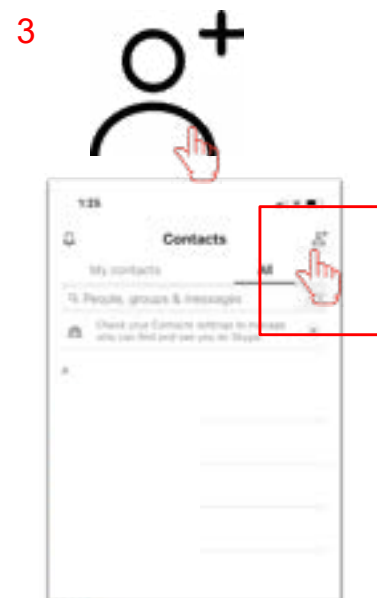 3
1:35
Contacts
My contacts All
People, groups & messages
Check your Contacts settings to manage
who can find and see you on Skype.